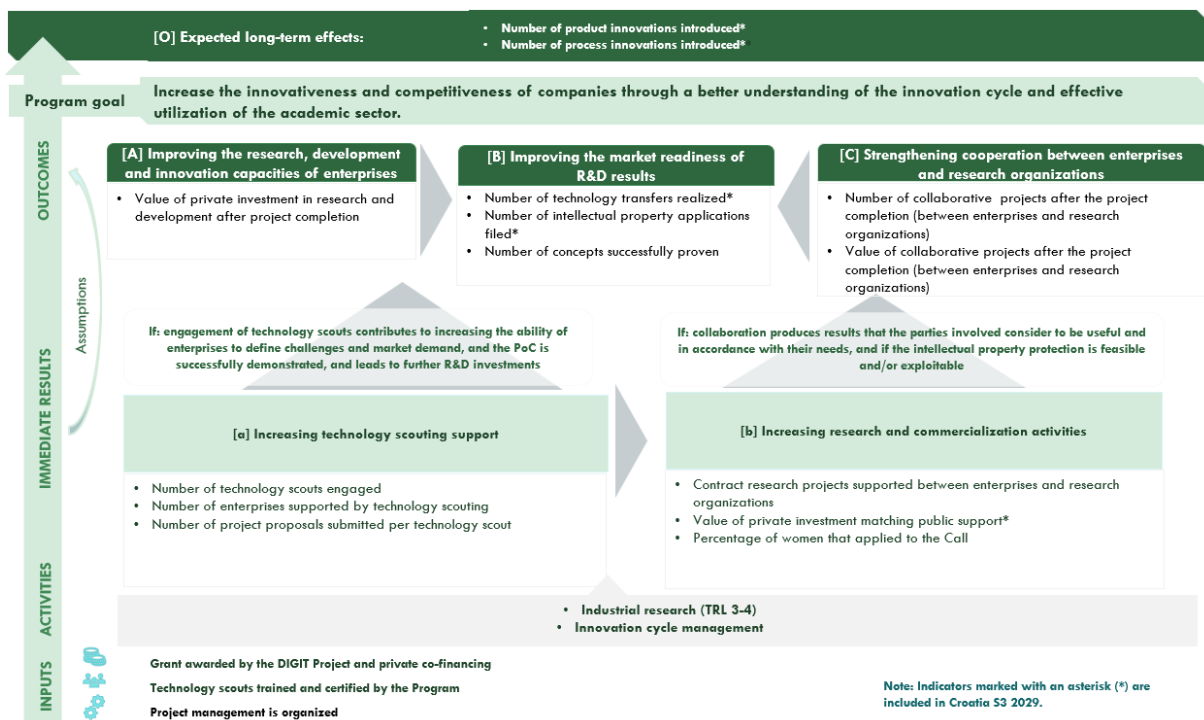 [O] Expected long-term effects:
• Number of product innovations introduced*
• Number of process innovations introduced*
Program goal
Increase the innovativeness and competitiveness of companies through a better understanding of the innovation cycle and effective
utilization of the academic sector.
OUTCOMES
[A] Improving the research, development
and innovation capacities of enterprises
• Value of private investment in research and
development after project completion
[B] Improving the market readiness of
R&D results
• Number of technology transfers realized*
• Number of intellectual property applications
filed*
• Number of concepts successfully proven
[C] Strengthening cooperation between enterprises
and research organizations
• Number of collaborative projects after the project
completion (between enterprises and research
organizations)
• Value of collaborative projects after the project
completion (between enterprises and research
organizations)
Assumptions
If: engagement of technology scouts contributes to increasing the ability of
enterprises to define challenges and market demand, and the PoC is
successfully demonstrated, and leads to further R&D investments
If: collaboration produces results that the parties involved consider to be useful and
in accordance with their needs, and if the intellectual property protection is feasible
and/or exploitable
IMMEDIATE RESULTS
[a] Increasing technology scouting support
• Number of technology scouts engaged
• Number of enterprises supported by technology scouting
• Number of project proposals submitted per technology scout
[b] Increasing research and commercialization activities
• Contract research projects supported between enterprises and research
organizations
• Value of private investment matching public support*
• Percentage of women that applied to the Call
ACTIVITIES
• Industrial research (TRL 3-4)
• Innovation cycle management
INPUTS
Grant awarded by the DIGIT Project and private co-financing
Technology scouts trained and certified by the Program
Project management is organized
Note: Indicators marked with an asterisk (*) are
included in Croatia S3 2029.